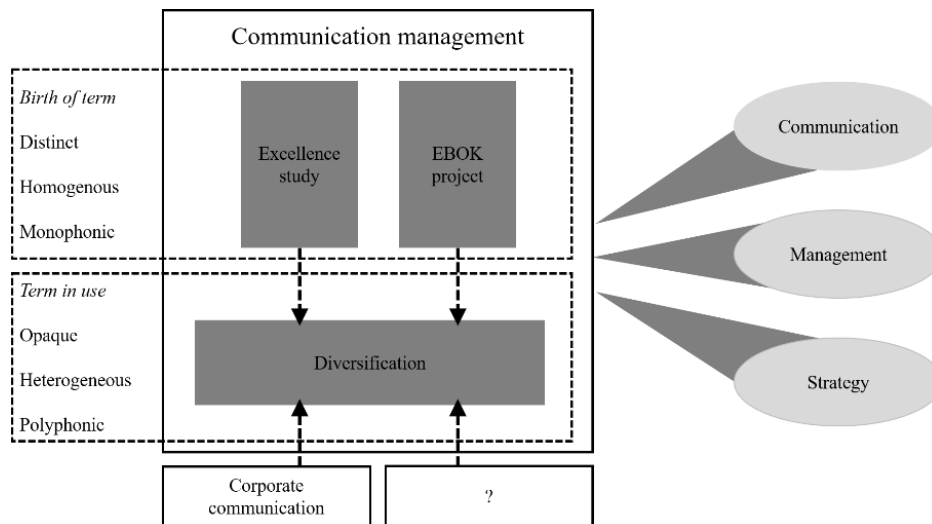 Communication management
Birth of term
Distinct
Homogenous
Monophonic
Excellence
study
EBOK
project
Term in use
Opaque
Heterogeneous
Polyphonic
Diversification
Corporate
communication
?
Communication
Management
Strategy